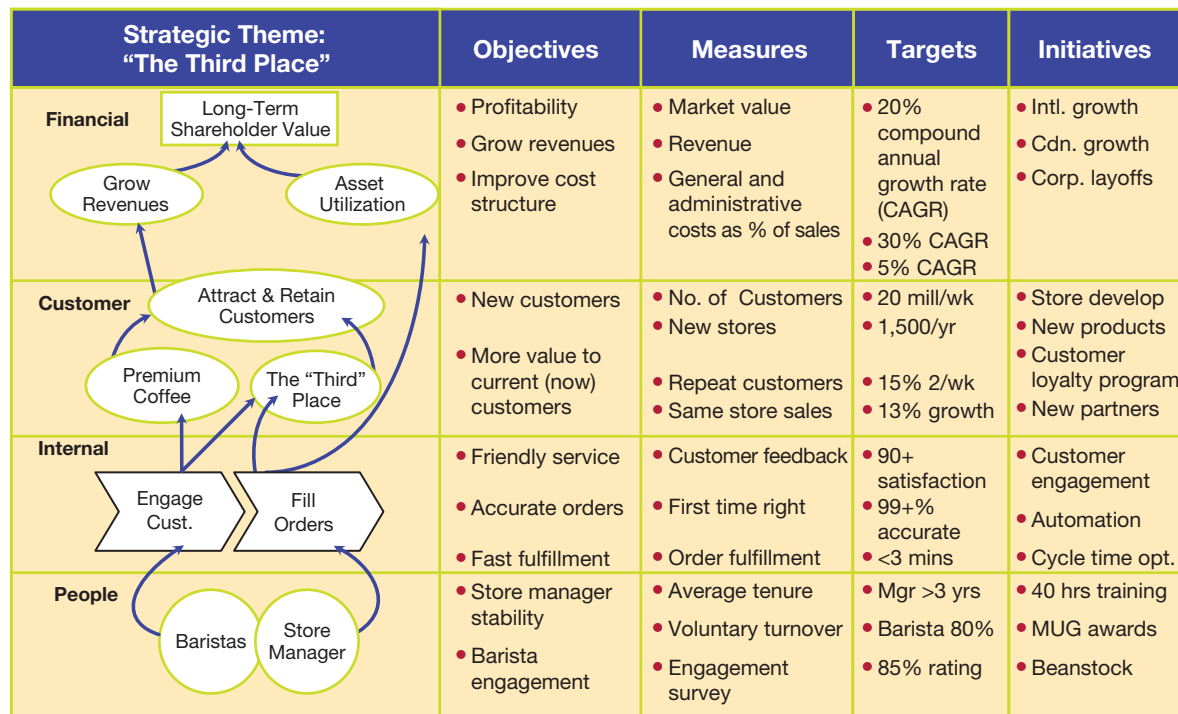 Strategic Theme:
“The Third Place”
Objectives
Measures
Targets
Initiatives
Financial
Long-Term
Shareholder Value
Grow
Revenues
Asset
Utilization
• Profitability
• Grow revenues
• Improve cost
structure
• Market value
• Revenue
• General and
administrative
costs as % of sales
• 20%
compound
annual
growth rate
(CAGR)
• 30% CAGR
• 5% CAGR
• Intl. growth
• Cdn. growth
• Corp. layoffs
Customer
Attract & Retain
Customers
Premium
Coffee
The “Third”
Place
• New customers
• More value to
current (now)
customers
• No. of Customers
• New stores
• Repeat customers
• Same store sales
• 20 mill/wk
• 1,500/yr
• 15% 2/wk
• 13% growth
• Store develop
• New products
• Customer
loyalty program
• New partners
Internal
Engage
Cust.
Fill
Orders
• Friendly service
• Accurate orders
• Fast fulfillment
• Customer feedback
• First time right
• Order fulfillment
• 90+
satisfaction
• 99+%
accurate
• <3 mins
• Customer
engagement
• Automation
• Cycle time opt.
People
Baristas
Store
Manager
• Store manager
stability
• Barista
engagement
• Average tenure
• Voluntary turnover
• Engagement
survey
• Mgr >3 yrs
• Barista 80%
• 85% rating
• 40 hrs training
• MUG awards
• Beanstock